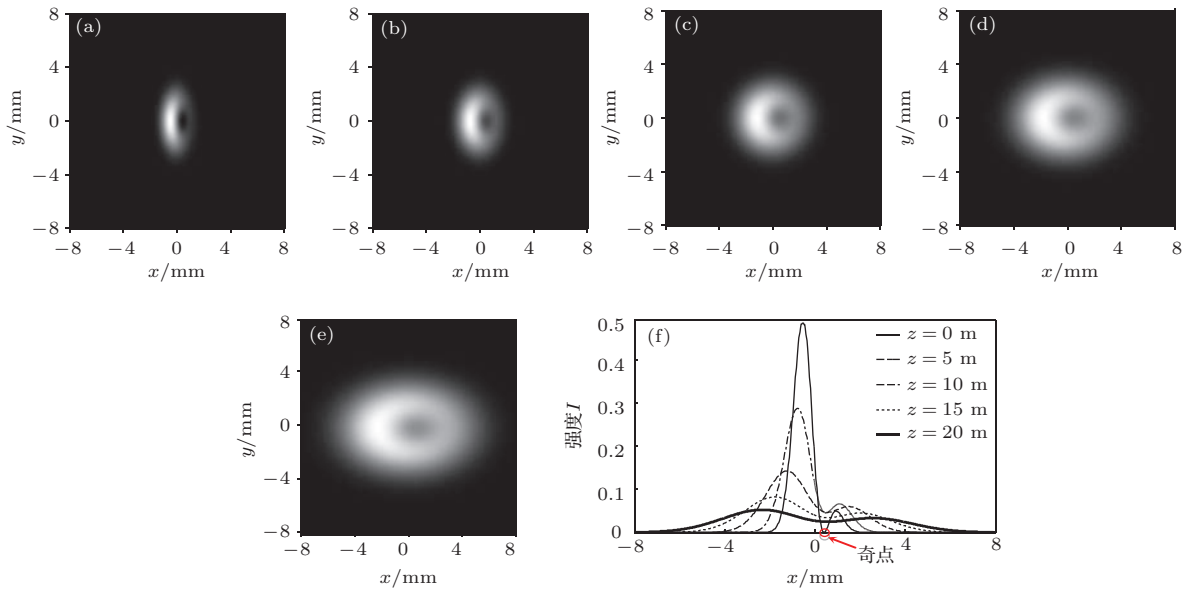 (a)
y/mm
8
4
0
−4
−8
−8 −4 0 4 8
x/mm
(b)
y/mm
8
4
0
−4
−8
−8 −4 0 4 8
x/mm
(c)
y/mm
8
4
0
−4
−8
−8 −4 0 4 8
x/mm
(d)
y/mm
8
4
0
−4
−8
−8 −4 0 4 8
x/mm
(e)
y/mm
8
4
0
−4
−8
−8 −4 0 4 8
x/mm
(f)
强度I
0.5
0.4
0.3
0.2
0.1
0
−8 −4 0 4 8
x/mm
z = 0 m
z = 5 m
z = 10 m
z = 15 m
z = 20 m
奇点